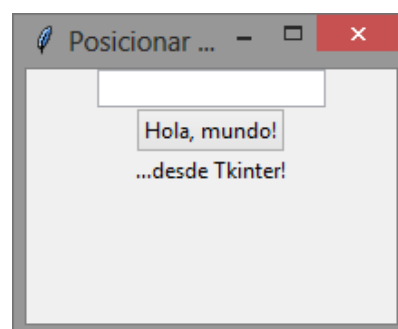 Posicionar ...
Hola, mundo!
...desde Tkinter!